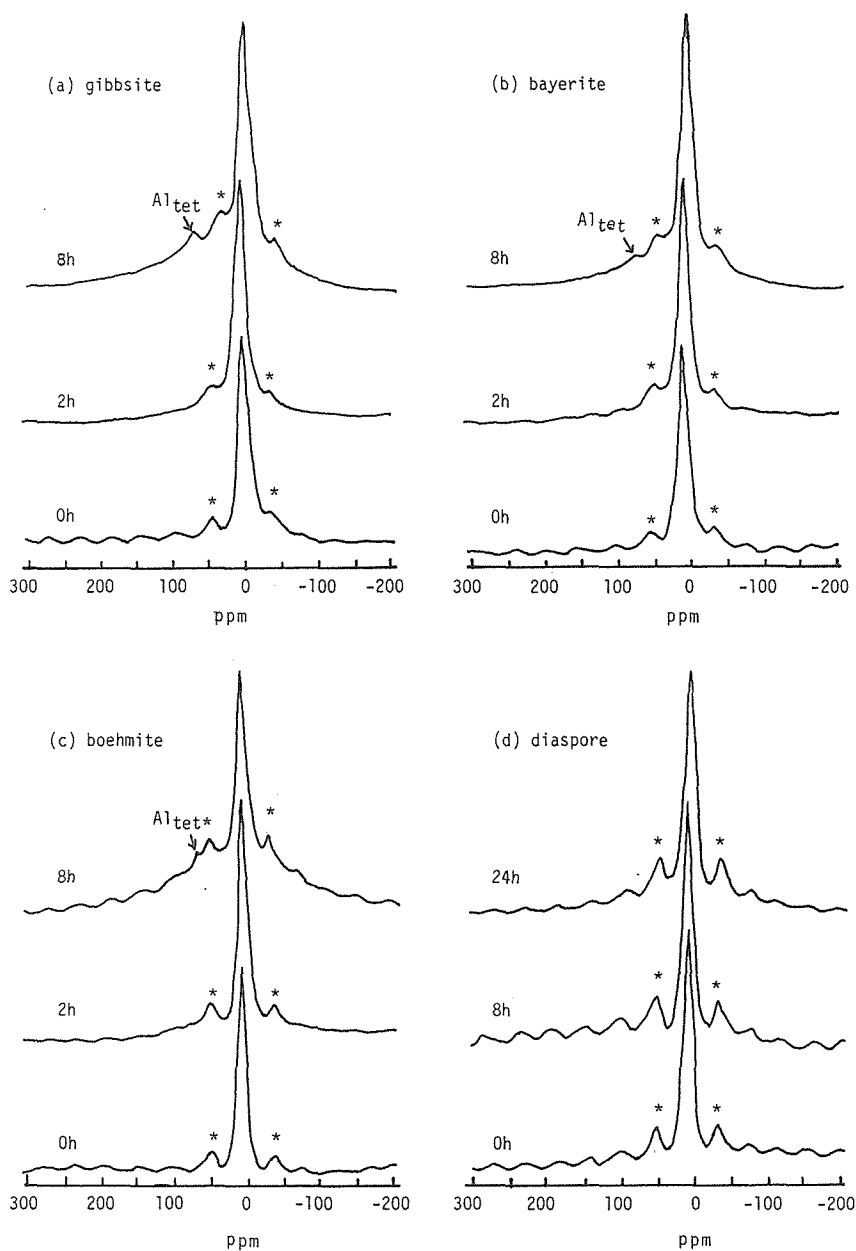 (a) gibbsite
Al tet
*
*
8h
*
*
2h
*
*
0h
300 200 100 0 -100 -200
ppm
(b) bayerite
Al tet
*
*
8h
*
*
2h
*
*
0h
300 200 100 0 -100 -200
ppm
(c) boehmite
Al tet*
*
8h
*
*
2h
*
*
0h
300 200 100 0 -100 -200
ppm
(d) diaspore
*
*
24h
*
*
8h
*
*
0h
300 200 100 0 -100 -200
ppm